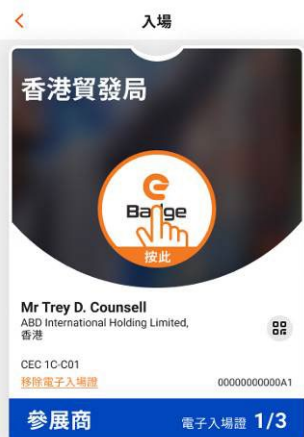 入場
香港貿發局
e
Badge
按此
Mr Trey D. Counsell
ABD International Holding Limited,
香港
CEC 1C-C01
移除電子入場證
00000000000A1
參展商
電子入場證 1/3